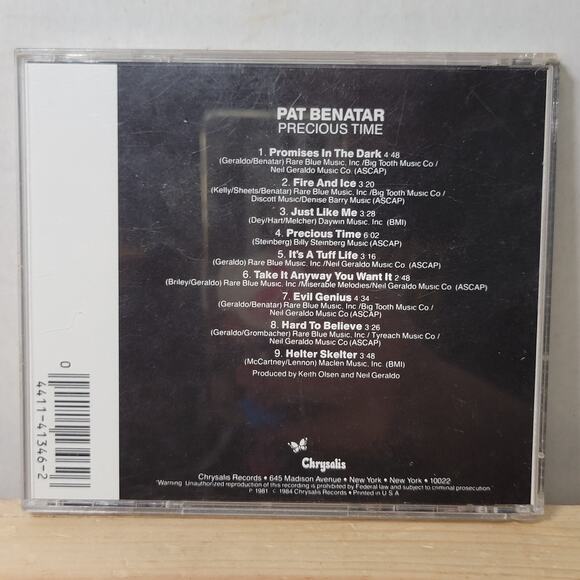 PAT BENATAR
PRECIOUS TIME
1. Promises In The Dark 4:48
(Geraldo/Benatar) Rare Blue Music, Inc./Big Tooth Music Co./
Neil Geraldo Music Co. (ASCAP)
2. Fire And Ice 3:20
(Kelly/Sheets/Benatar) Rare Blue Music, Inc./Big Tooth Music Co./
Discott Music/Denise Barry Music (ASCAP)
3. Just Like Me 3:28
(Dey/Hart/Melcher) Daywin Music, Inc. (BMI)
4. Precious Time 6:02
(Steinberg) Billy Steinberg Music (ASCAP)
5. It's A Tuff Life 3:16
(Geraldo) Rare Blue Music, Inc./Neil Geraldo Music Co. (ASCAP)
6. Take It Anyway You Want It 2:48
(Briley/Geraldo) Rare Blue Music, Inc./Miserable Melodies/Neil Geraldo Music Co. (ASCAP)
7. Evil Genius 4:34
(Geraldo/Benatar) Rare Blue Music, Inc./Big Tooth Music Co./
Neil Geraldo Music Co. (ASCAP)
8. Hard To Believe 3:26
(Geraldo/Grombacher) Rare Blue Music, Inc./Tyreach Music Co./
Neil Geraldo Music Co. (ASCAP)
9. Helter Skelter 3:48
(McCartney/Lennon) Maclen Music, Inc. (BMI)
Produced by Keith Olsen and Neil Geraldo
Chrysalis
Chrysalis Records • 645 Madison Avenue • New York • New York • 10022
"Warning: Unauthorized reproduction of this recording is prohibited by Federal law and subject to criminal prosecution."
P 1981 C 1984 Chrysalis Records • Printed in U.S.A.
0 4411-41346-2